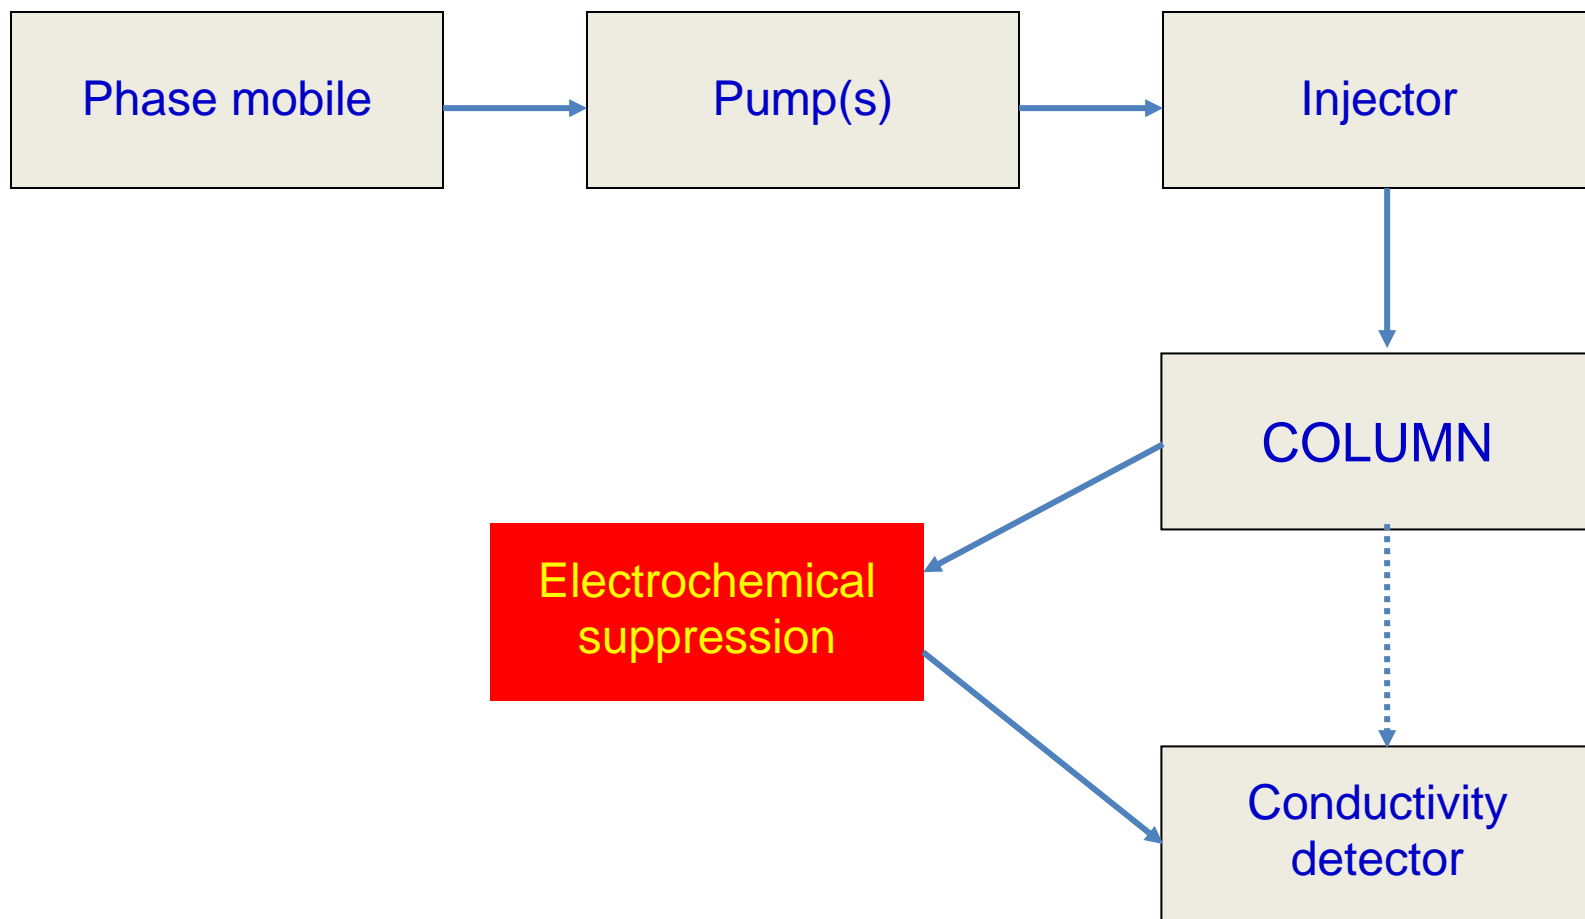 Phase mobile
Pump(s)
Injector
COLUMN
Electrochemical
suppression
Conductivity
detector